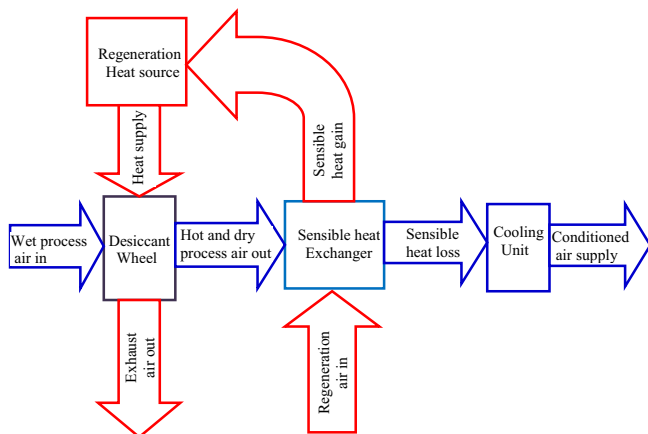 Regeneration
Heat source
Heat supply
Sensible
heat gain
Wet process
air in
Desiccant
Wheel
Hot and dry
process air out
Sensible heat
Exchanger
Sensible
heat loss
Cooling
Unit
Conditioned
air supply
Exhaust
air out
Regeneration
air in